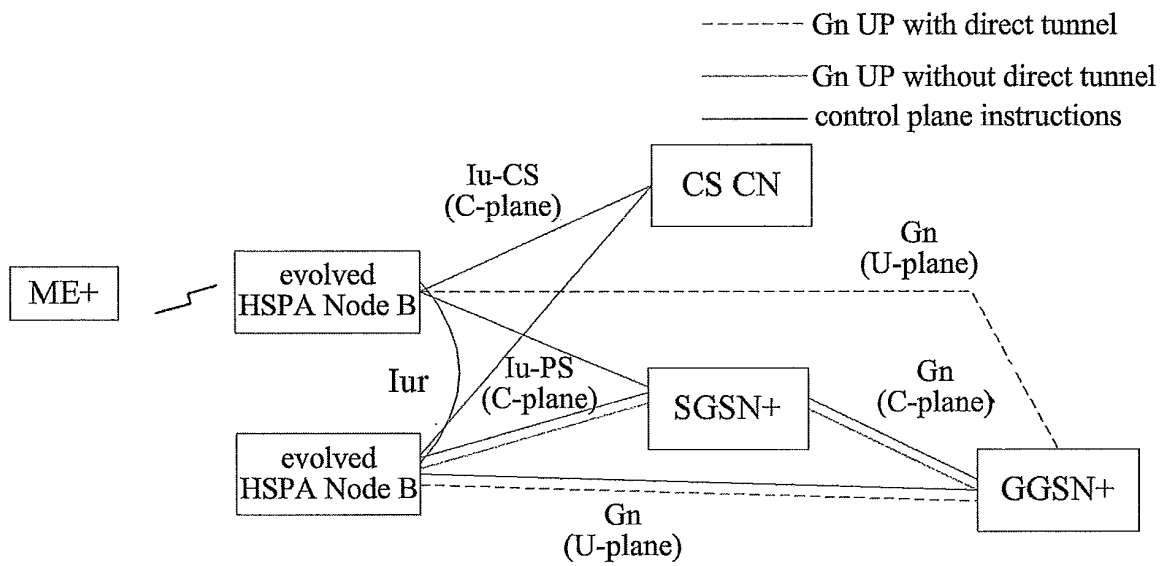 Gn UP with direct tunnel
Gn UP without direct tunnel
control plane instructions
Iu-CS
(C-plane)
CS CN
Gn
(U-plane)
ME+
evolved
HSPA Node B
Iur
Iu-PS
(C-plane)
SGSN+
Gn
(C-plane)
evolved
HSPA Node B
GGSN+
Gn
(U-plane)